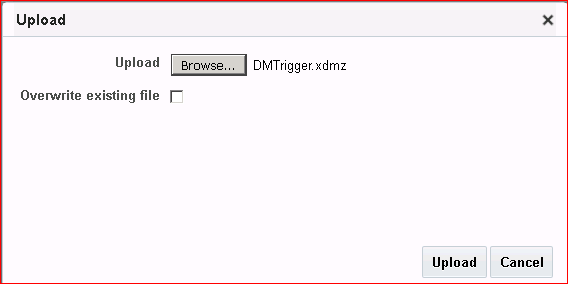 Upload
Upload Browse... DMTrigger.xdmz
Overwrite existing file
Upload Cancel